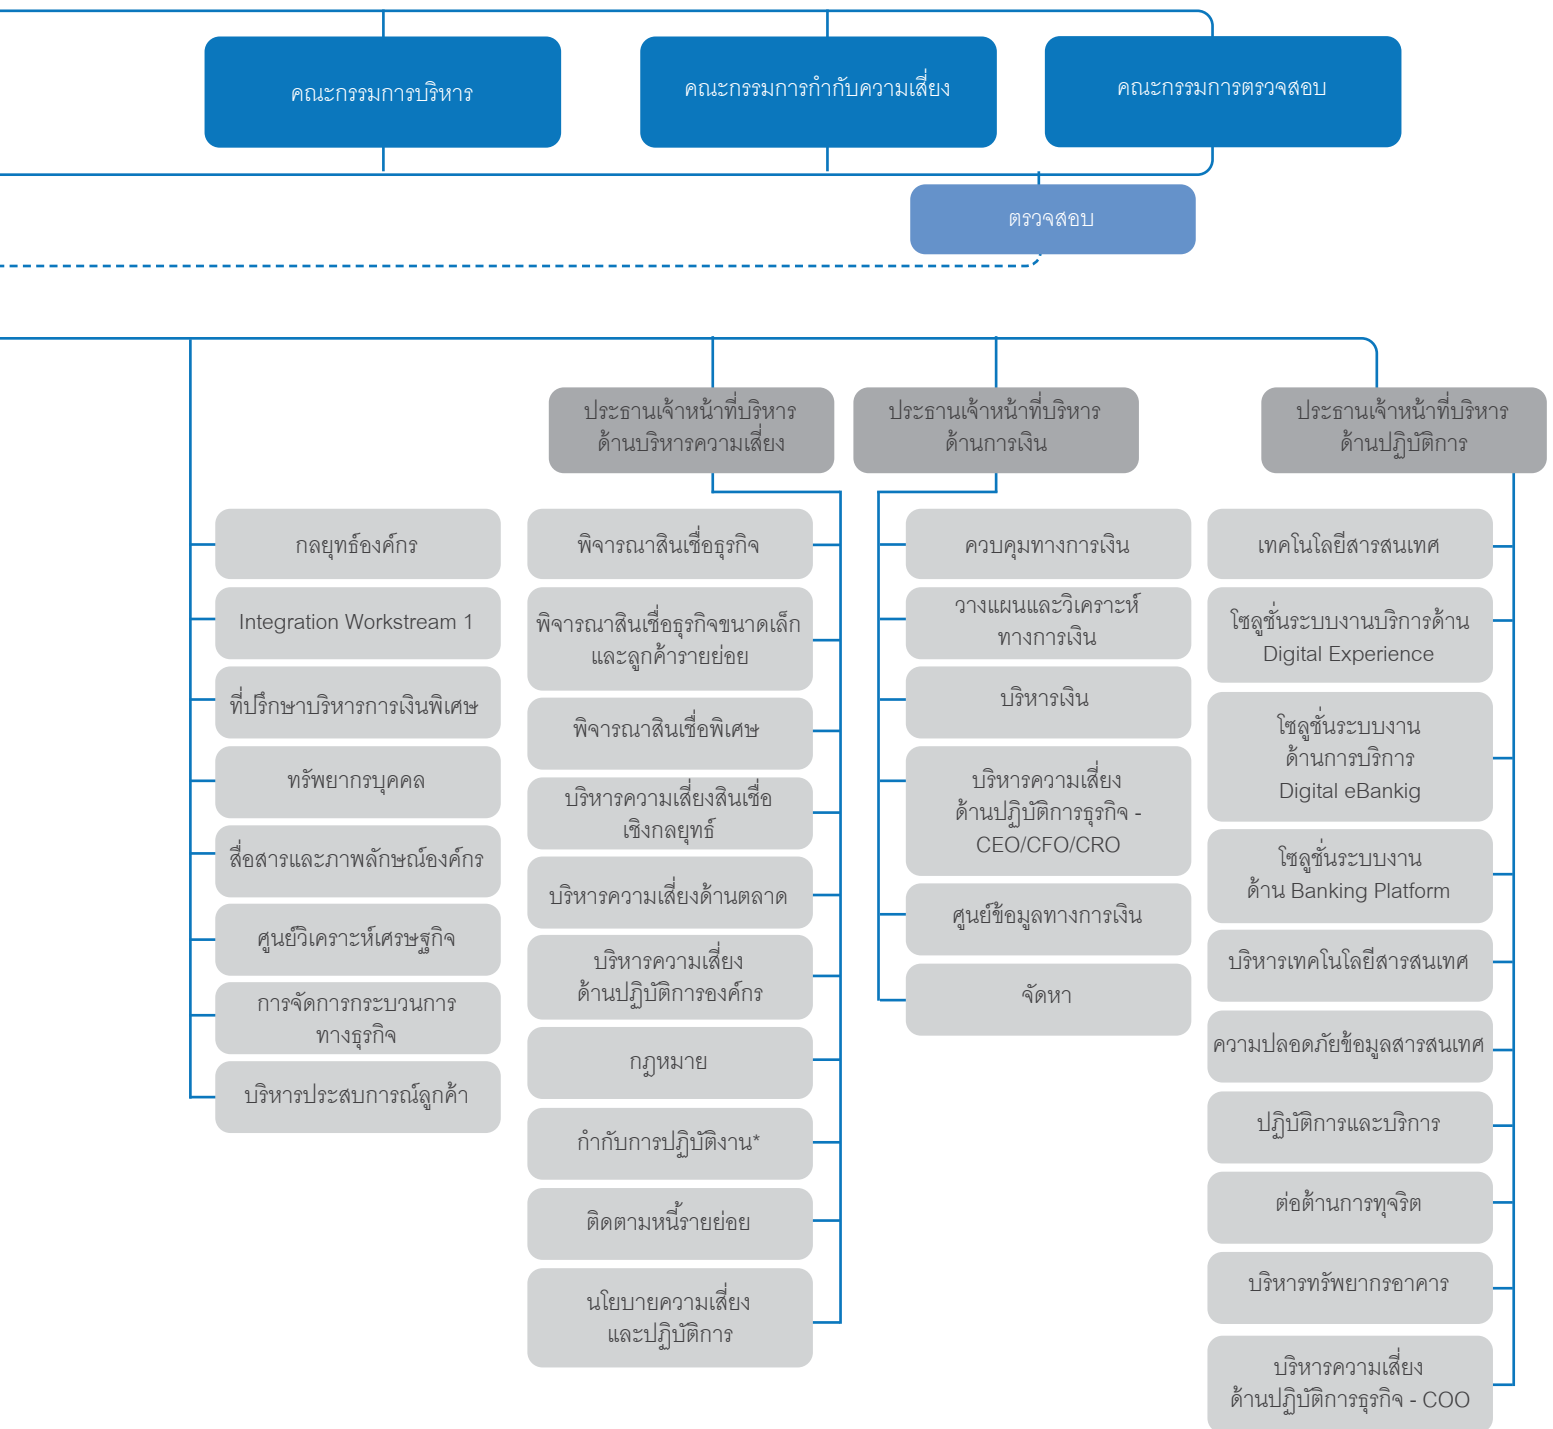 คณะกรรมการบริหาร
คณะกรรมการกำกับความเสี่ยง
คณะกรรมการตรวจสอบ
ตรวจสอบ
ประธานเจ้าหน้าที่บริหาร
ด้านบริหารความเสี่ยง
ประธานเจ้าหน้าที่บริหาร
ด้านการเงิน
ประธานเจ้าหน้าที่บริหาร
ด้านปฏิบัติการ
กลยุทธ์องค์กร
Integration Workstream 1
ที่ปรึกษาบริหารการเงินพิเศษ
ทรัพยากรบุคคล
สื่อสารและภาพลักษณ์องค์กร
ศูนย์วิเคราะห์เศรษฐกิจ
การจัดการกระบวนการ
ทางธุรกิจ
บริหารประสบการณ์ลูกค้า
พิจารณาสินเชื่อธุรกิจ
พิจารณาสินเชื่อธุรกิจขนาดเล็ก
และลูกค้ารายย่อย
พิจารณาสินเชื่อพิเศษ
บริหารความเสี่ยงสินเชื่อ
เชิงกลยุทธ์
บริหารความเสี่ยงด้านตลาด
บริหารความเสี่ยง
ด้านปฏิบัติการองค์กร
กฎหมาย
กำกับการปฏิบัติงาน*
ติดตามหนี้รายย่อย
นโยบายความเสี่ยง
และปฏิบัติการ
ควบคุมทางการเงิน
วางแผนและวิเคราะห์
ทางการเงิน
บริหารเงิน
บริหารความเสี่ยง
ด้านปฏิบัติการธุรกิจ -
CEO/CFO/CRO
ศูนย์ข้อมูลทางการเงิน
จัดหา
เทคโนโลยีสารสนเทศ
โซลูชั่นระบบงานบริการด้าน
Digital Experience
โซลูชั่นระบบงาน
ด้านการบริการ
Digital eBankig
โซลูชั่นระบบงาน
ด้าน Banking Platform
บริหารเทคโนโลยีสารสนเทศ
ความปลอดภัยข้อมูลสารสนเทศ
ปฏิบัติการและบริการ
ต่อต้านการทุจริต
บริหารทรัพยากรอาคาร
บริหารความเสี่ยง
ด้านปฏิบัติการธุรกิจ - COO